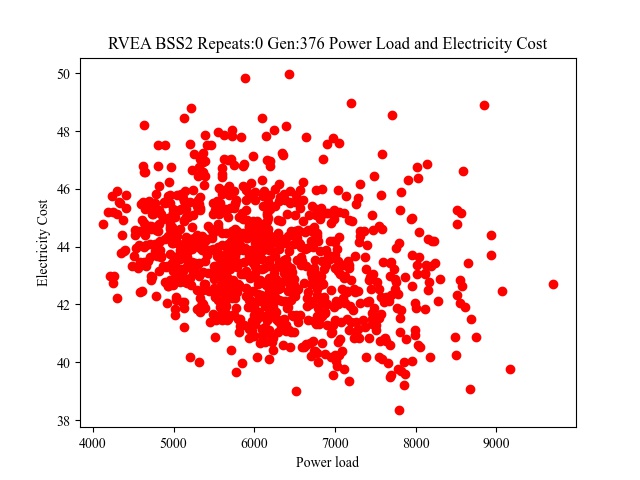 RVEA BSS2 Repeats:0 Gen:376 Power Load and Electricity Cost
50
48
46
44
42
40
38
Electricity Cost
4000 5000 6000 7000 8000 9000
Power load